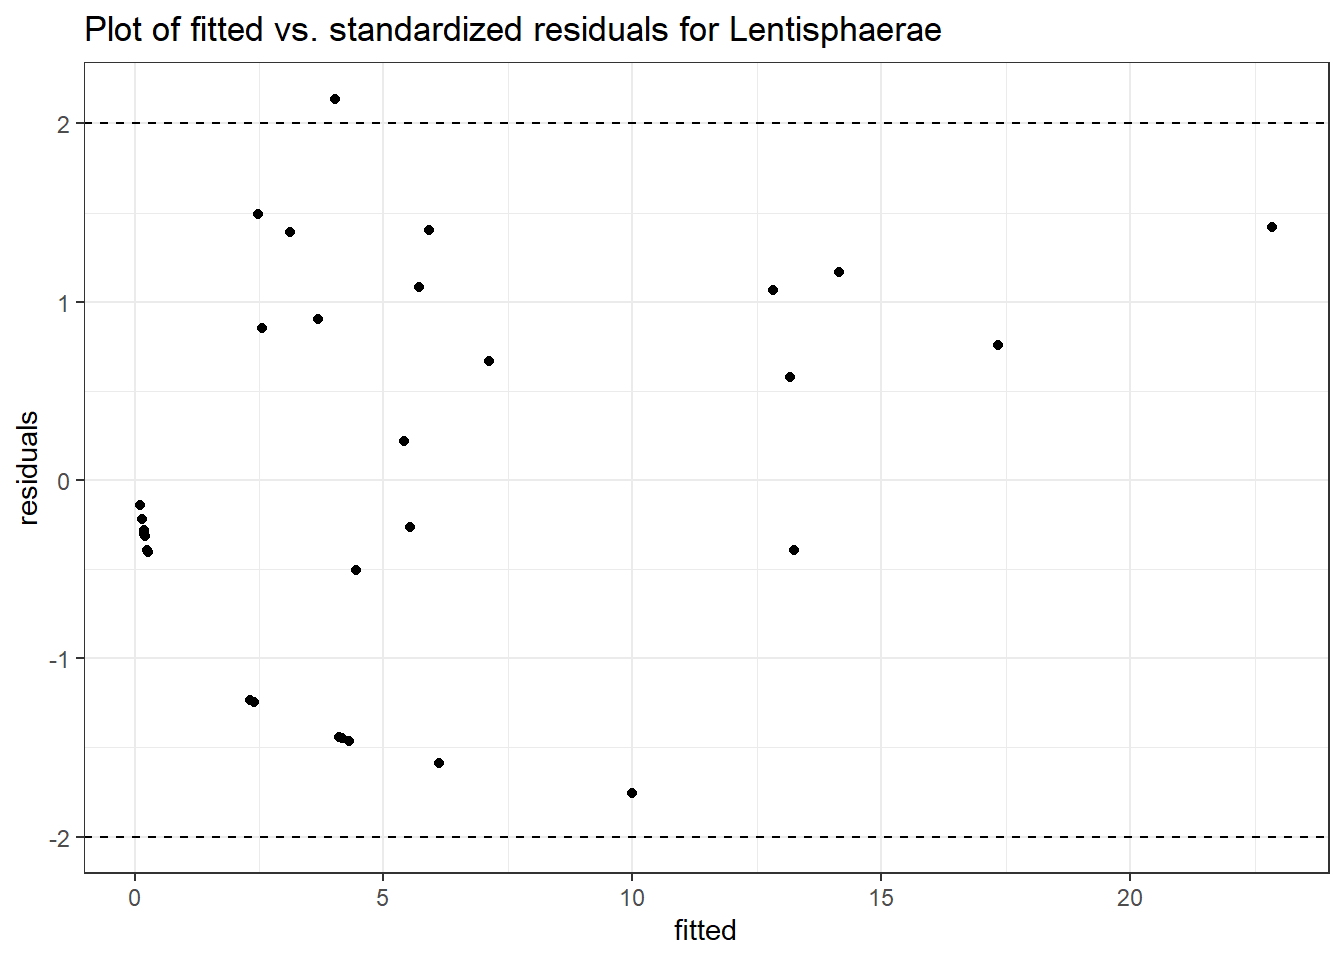 Plot of fitted vs. standardized residuals for Lentisphaerae
2
1
0
-1
-2
residuals
0 5 10 15 20
fitted